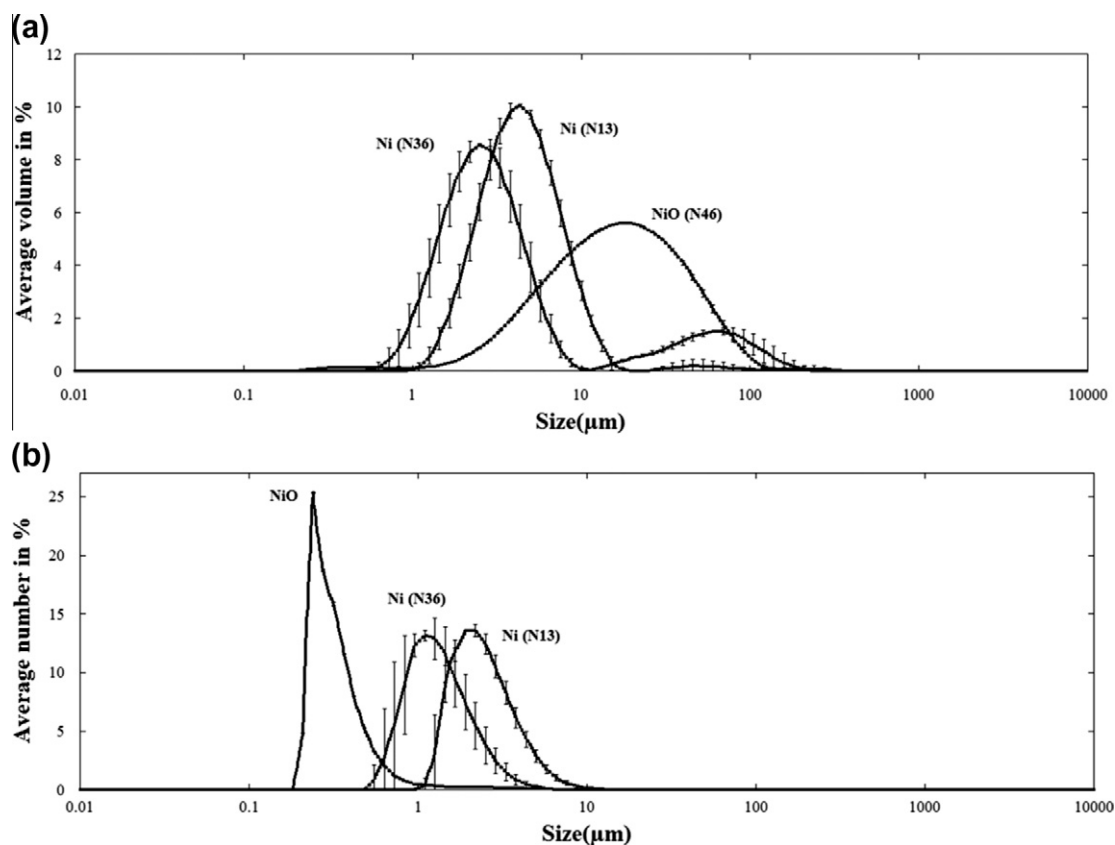 (a)
12
10
8
6
4
2
0
Average volume in %
Ni (N36)
Ni (N13)
NiO (N46)
0.01 0.1 1 10 100 1000 10000
Size(µm)
(b)
25
20
15
10
5
0
Average number in %
NiO
Ni (N36)
Ni (N13)
0.01 0.1 1 10 100 1000 10000
Size(µm)